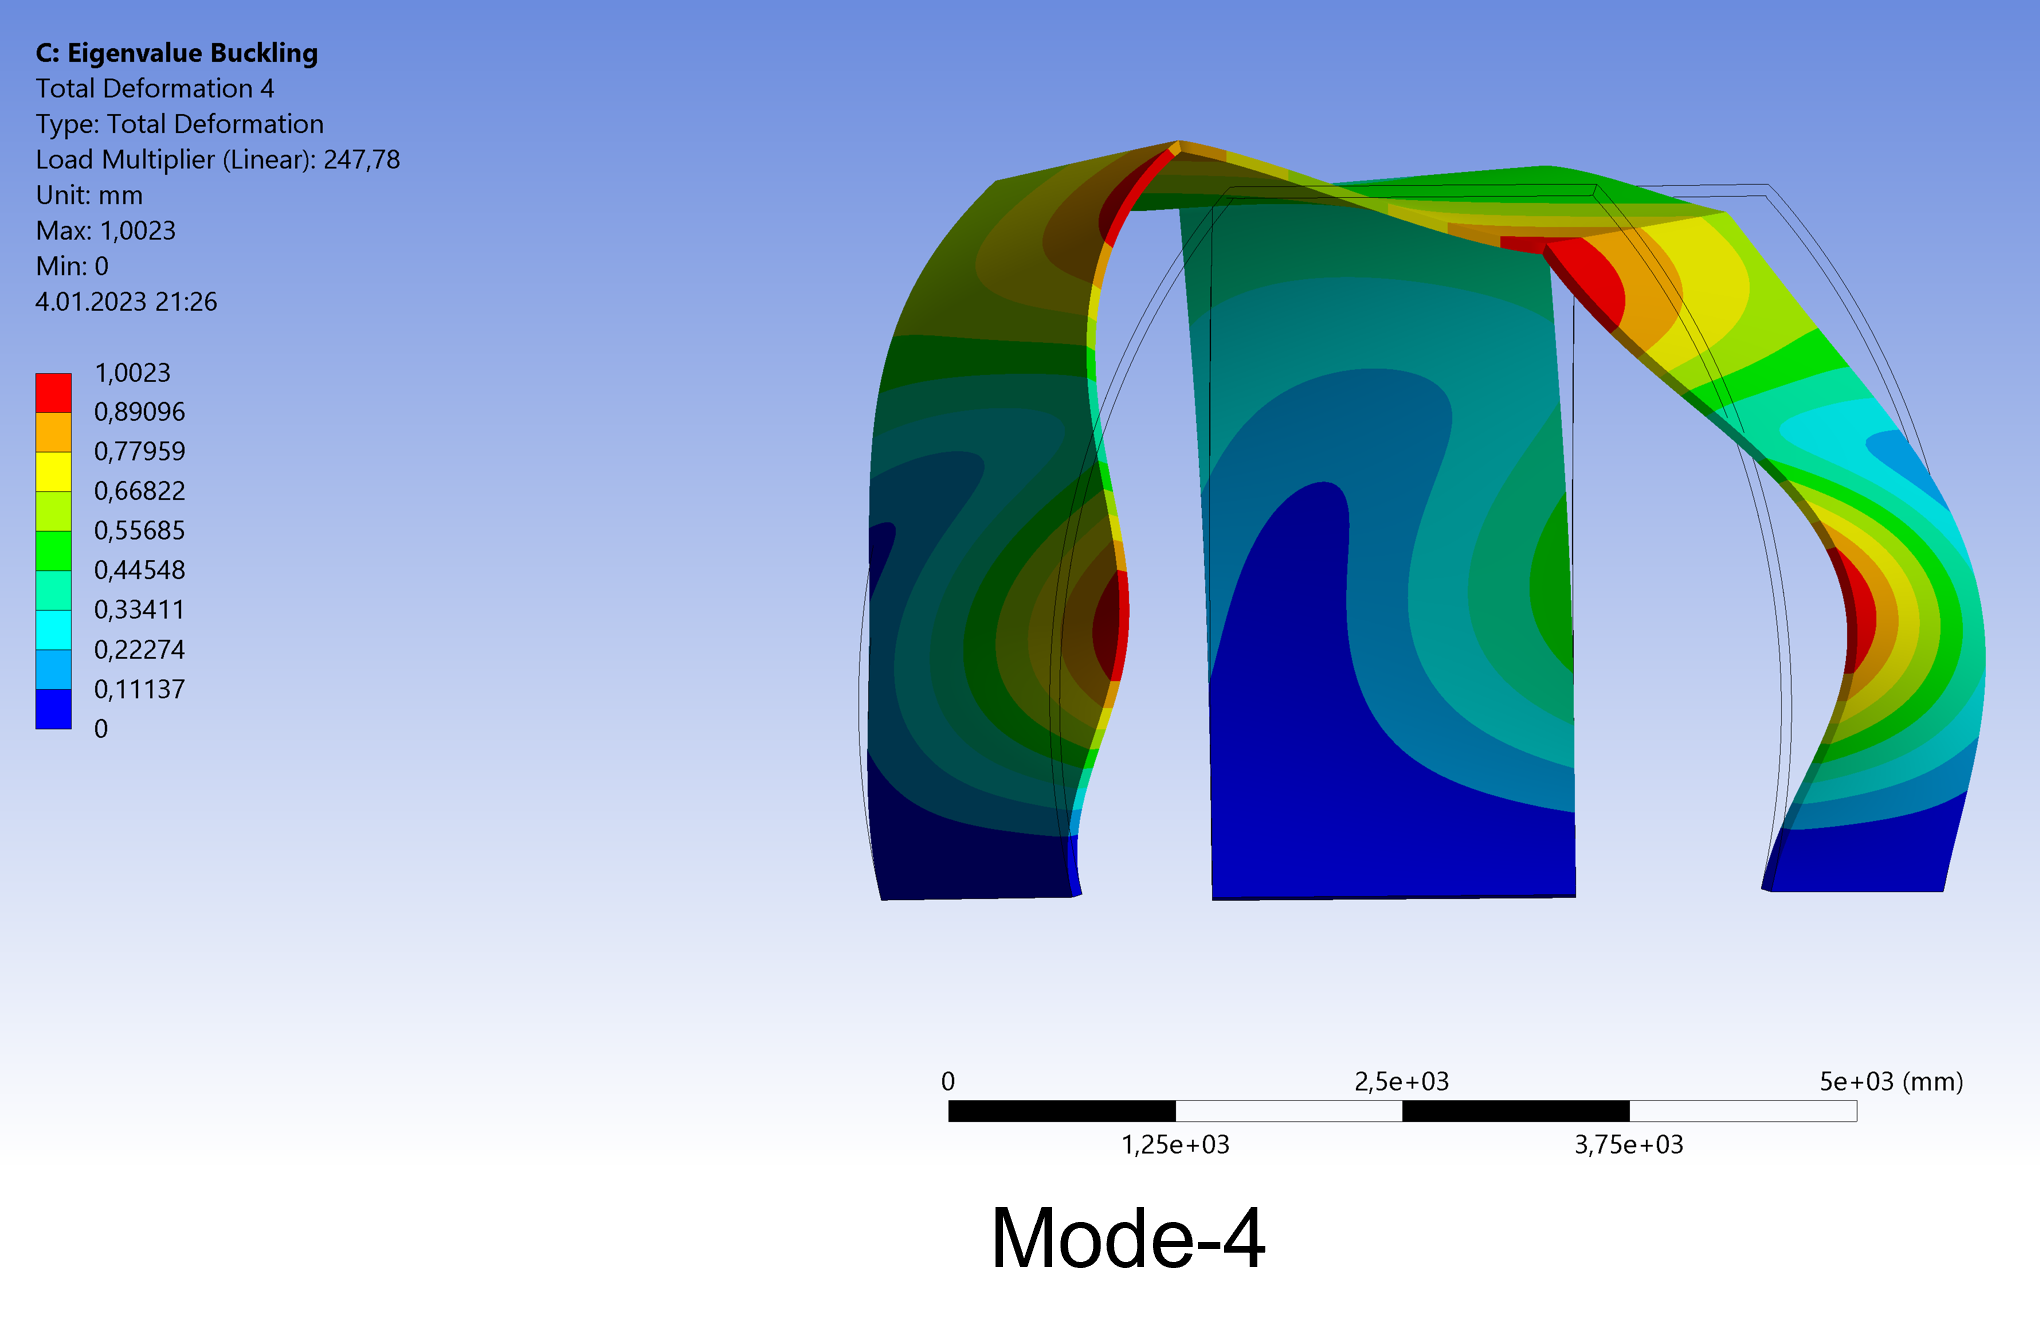 C: Eigenvalue Buckling
Total Deformation 4
Type: Total Deformation
Load Multiplier (Linear): 247,78
Unit: mm
Max: 1,0023
Min: 0
4.01.2023 21:26
1,0023
0,89096
0,77959
0,66822
0,55685
0,44548
0,33411
0,22274
0,11137
0
0 2,5e+03 5e+03 (mm)
1,25e+03 3,75e+03
Mode-4